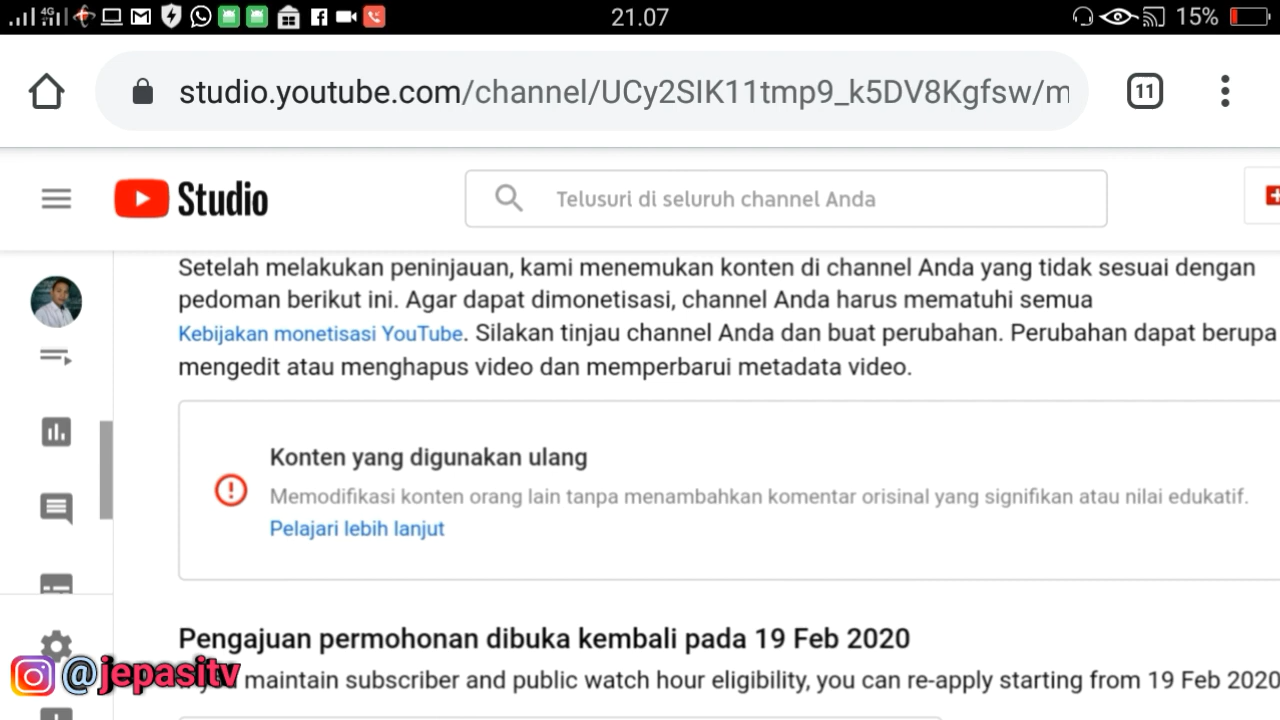 4G
21.07
15%
studio.youtube.com/channel/UCy2SlK11tmp9_k5DV8Kgfsw/m
11
Studio
Telusuri di seluruh channel Anda
Setelah melakukan peninjauan, kami menemukan konten di channel Anda yang tidak sesuai dengan
pedoman berikut ini. Agar dapat dimonetisasi, channel Anda harus mematuhi semua
Kebijakan monetisasi YouTube. Silakan tinjau channel Anda dan buat perubahan. Perubahan dapat berupa
mengedit atau menghapus video dan memperbarui metadata video.
Konten yang digunakan ulang
Memodifikasi konten orang lain tanpa menambahkan komentar orisinal yang signifikan atau nilai edukatif.
Pelajari lebih lanjut
Pengajuan permohonan dibuka kembali pada 19 Feb 2020
maintain subscriber and public watch hour eligibility, you can re-apply starting from 19 Feb 2020
@jepasitv